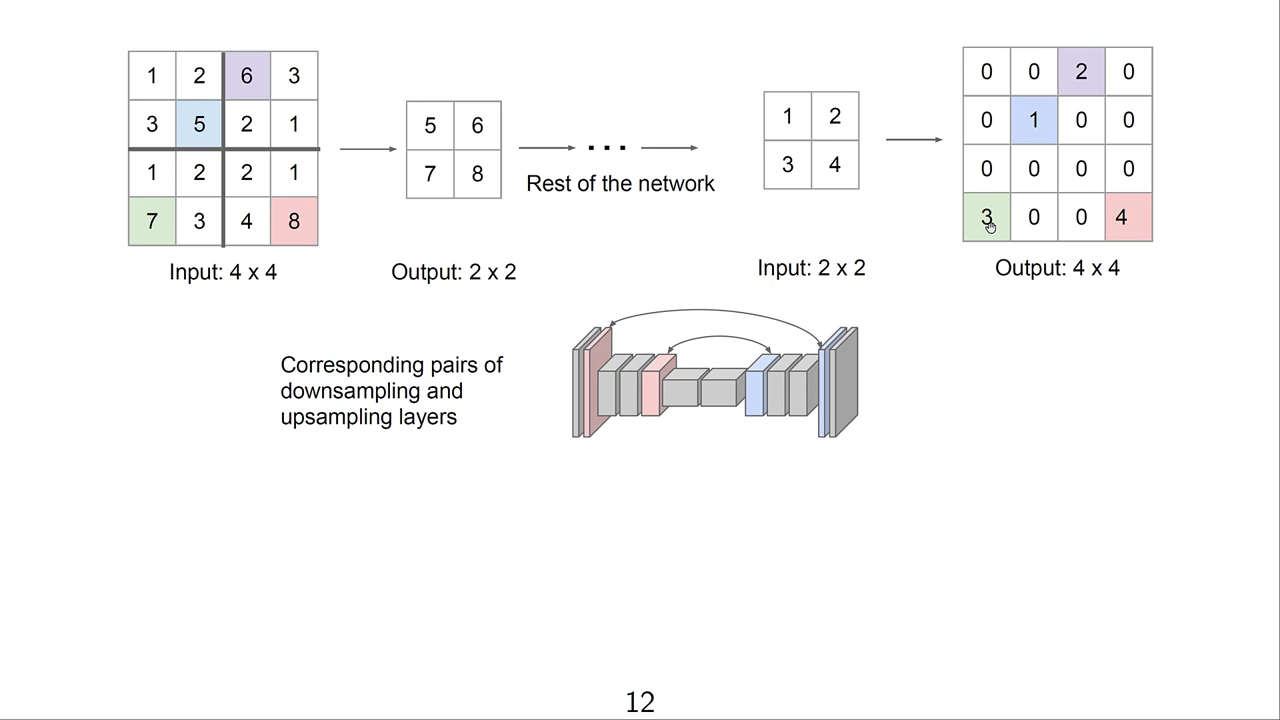 1 2 6 3
3 5 2 1
1 2 2 1
7 3 4 8
Input: 4 x 4
5 6
7 8
Output: 2 x 2
...
Rest of the network
1 2
3 4
Input: 2 x 2
0 0 2 0
0 1 0 0
0 0 0 0
3 0 0 4
Output: 4 x 4
Corresponding pairs of
downsampling and
upsampling layers
12